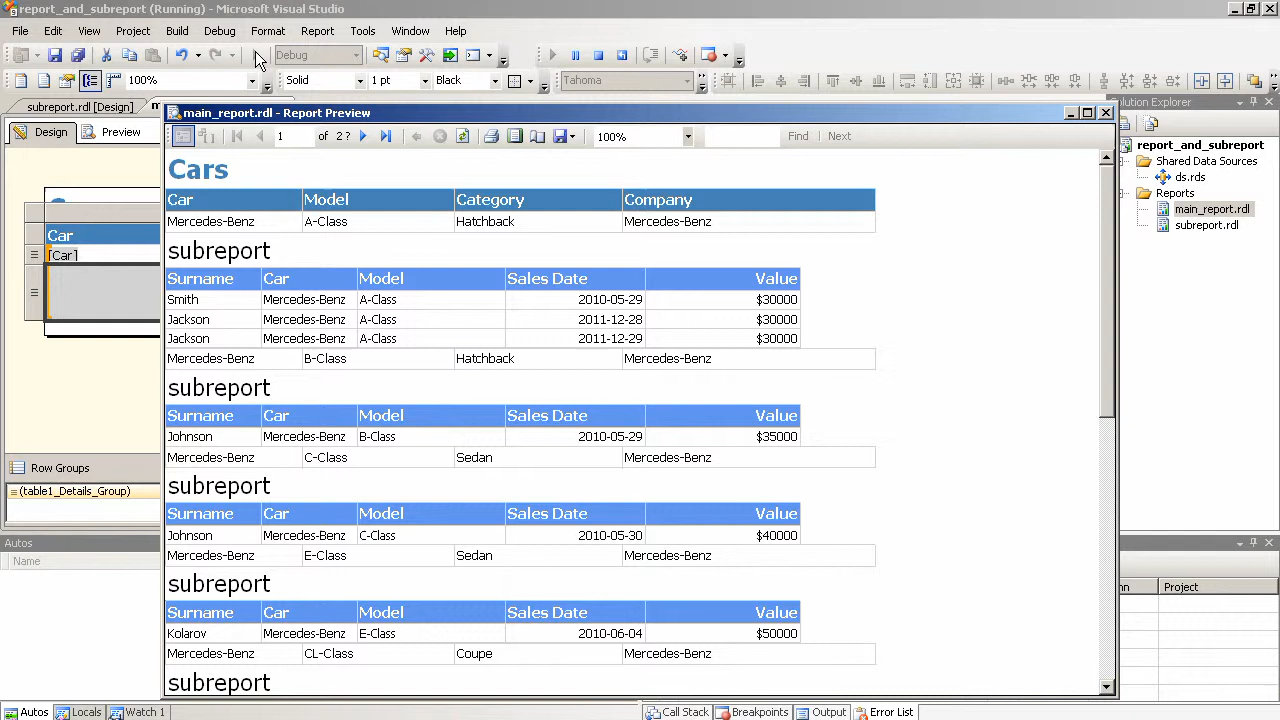 report_and_subreport (Running) - Microsoft Visual Studio
File Edit View Project Build Debug Format Report Tools Window Help
Debug
100% Solid 1 pt Black Tahoma
subreport.rdl [Design]
Solution Explorer
main_report.rdl - Report Preview
Design Preview
1 of 2? 100% Find Next
report_and_subreport
Shared Data Sources
ds.rds
Reports
main_report.rdl
subreport.rdl
Car
[Car]
Row Groups
(table1_Details_Group)
Cars
Car Model Category Company
Mercedes-Benz A-Class Hatchback Mercedes-Benz
subreport
Surname Car Model Sales Date Value
Smith Mercedes-Benz A-Class 2010-05-29 $30000
Jackson Mercedes-Benz A-Class 2011-12-28 $30000
Jackson Mercedes-Benz A-Class 2011-12-29 $30000
Mercedes-Benz B-Class Hatchback Mercedes-Benz
subreport
Surname Car Model Sales Date Value
Johnson Mercedes-Benz B-Class 2010-05-29 $35000
Mercedes-Benz C-Class Sedan Mercedes-Benz
subreport
Surname Car Model Sales Date Value
Johnson Mercedes-Benz C-Class 2010-05-30 $40000
Mercedes-Benz E-Class Sedan Mercedes-Benz
subreport
Surname Car Model Sales Date Value
Kolarov Mercedes-Benz E-Class 2010-06-04 $50000
Mercedes-Benz CL-Class Coupe Mercedes-Benz
subreport
Autos
Name
Project
Autos Locals Watch 1
Call Stack Breakpoints Output Error List